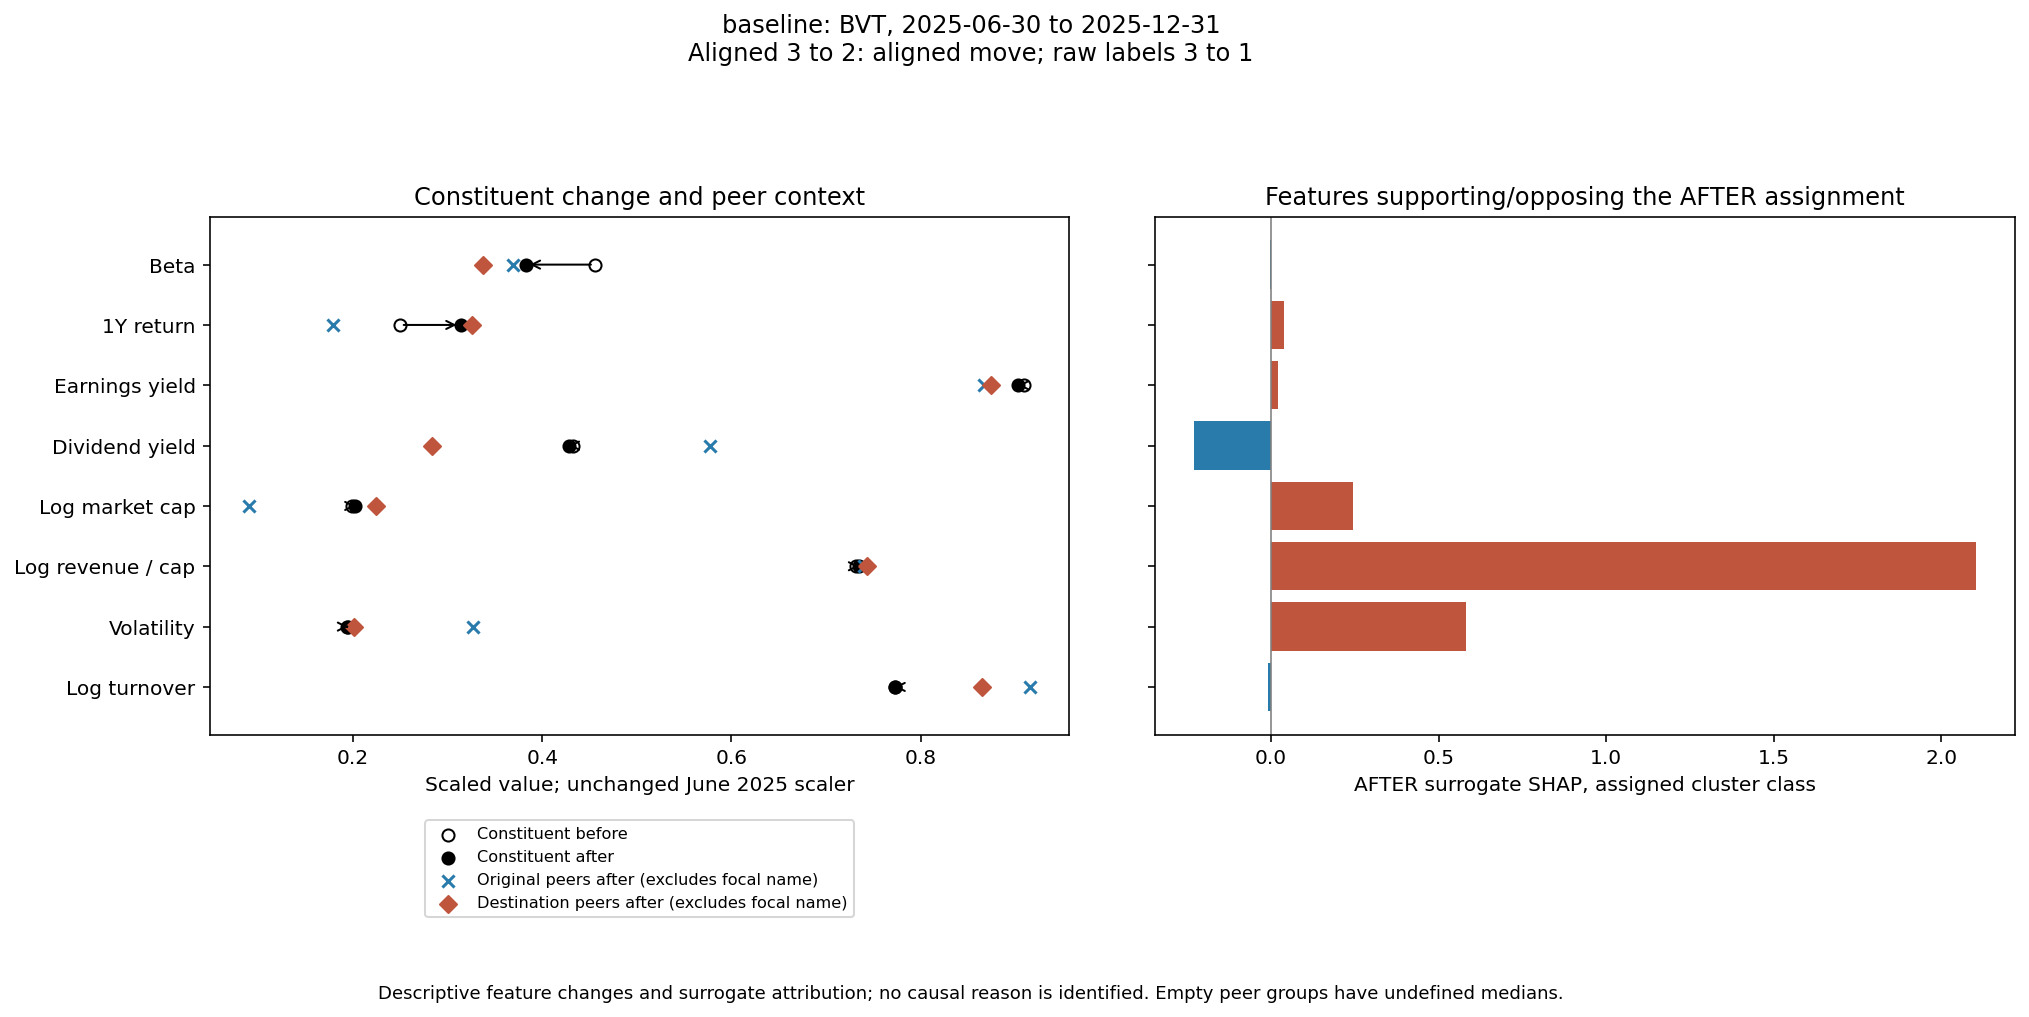 baseline: BVT, 2025-06-30 to 2025-12-31
Aligned 3 to 2: aligned move; raw labels 3 to 1
Constituent change and peer context
Beta
1Y return
Earnings yield
Dividend yield
Log market cap
Log revenue / cap
Volatility
Log turnover
0.2 0.4 0.6 0.8
Scaled value; unchanged June 2025 scaler
Constituent before
Constituent after
Original peers after (excludes focal name)
Destination peers after (excludes focal name)
Features supporting/opposing the AFTER assignment
0.0 0.5 1.0 1.5 2.0
AFTER surrogate SHAP, assigned cluster class
Descriptive feature changes and surrogate attribution; no causal reason is identified. Empty peer groups have undefined medians.